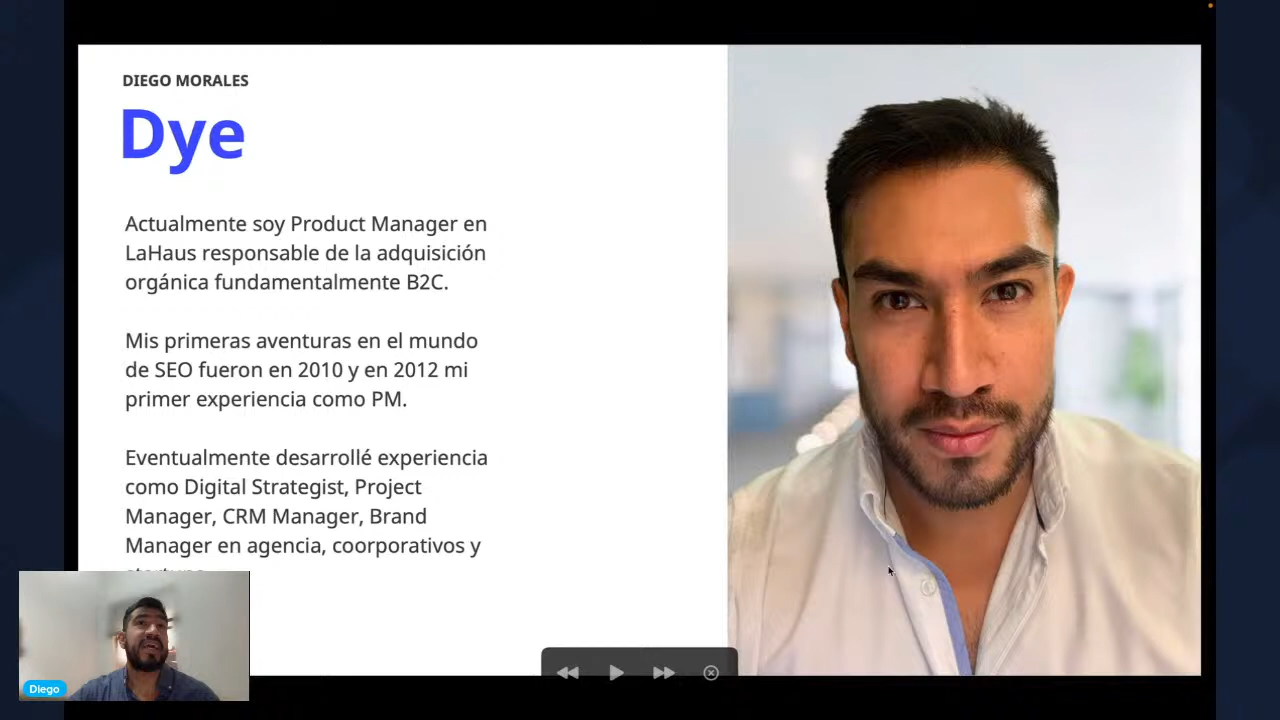 DIEGO MORALES
Dye
Actualmente soy Product Manager en
LaHaus responsable de la adquisición
orgánica fundamentalmente B2C.
Mis primeras aventuras en el mundo
de SEO fueron en 2010 y en 2012 mi
primer experiencia como PM.
Eventualmente desarrollé experiencia
como Digital Strategist, Project
Manager, CRM Manager, Brand
Manager en agencia, coorporativos y
Diego